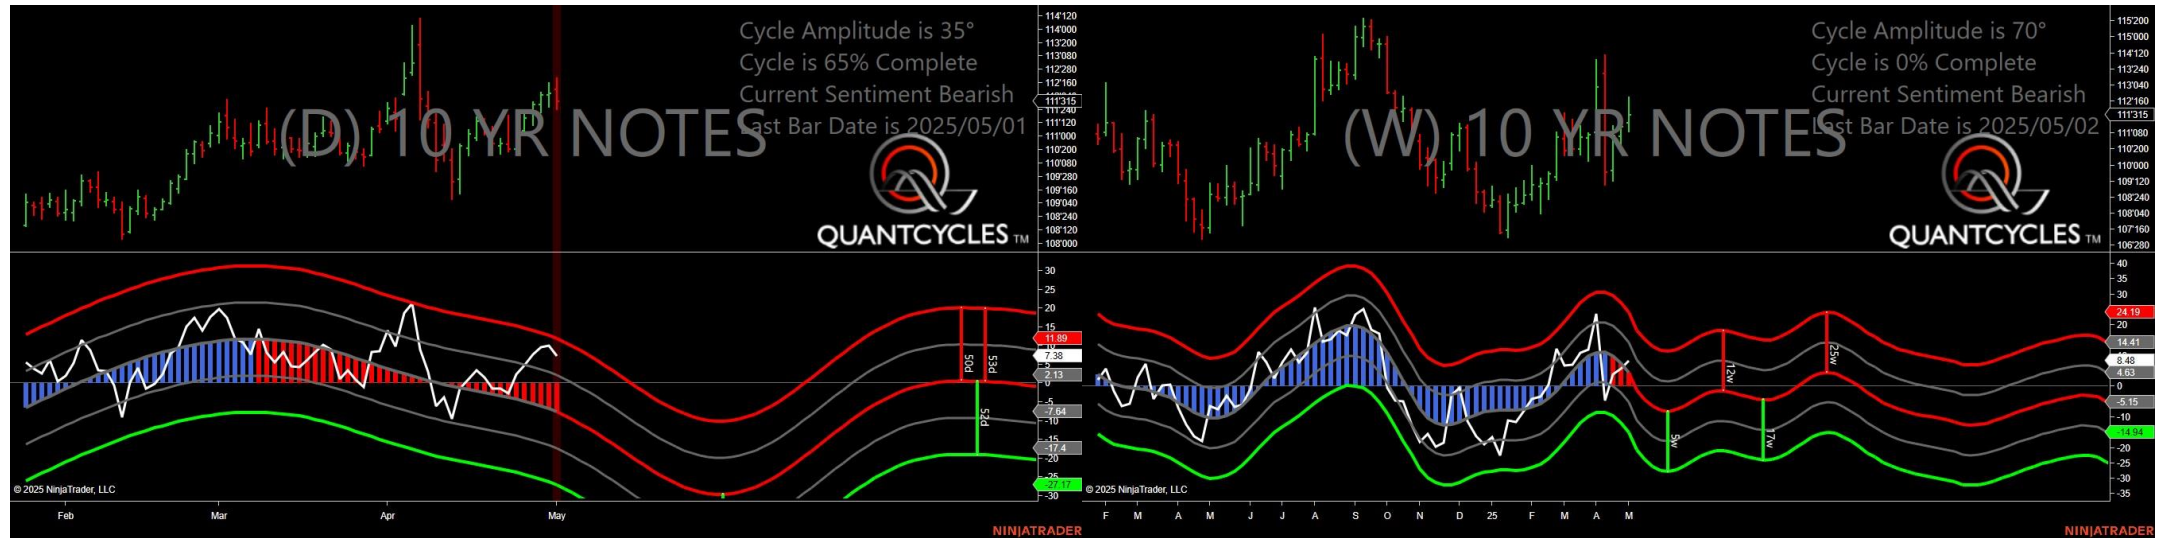 Cycle Amplitude is 35°
Cycle is 65% Complete
Current Sentiment Bearish
Last Bar Date is 2025/05/01
(D) 10 YR NOTES
QUANTCYCLES TM
114'120
114'000
113'200
113'080
112'280
112'160
111'315
111'240
111'120
111'000
110'200
110'080
109'280
109'160
109'040
108'240
108'120
108'000
30
25
20
15
11.89
7.38
5
2.13
0
-5
-7.64
-10
-15
-17.4
-20
-27.17
-30
50d
53d
52d
© 2025 NinjaTrader, LLC
Feb
Mar
Apr
May
NINJATRADER
Cycle Amplitude is 70°
Cycle is 0% Complete
Current Sentiment Bearish
Last Bar Date is 2025/05/02
(W) 10 YR NOTES
QUANTCYCLES TM
115'200
115'000
114'120
113'240
113'040
112'160
111'315
111'080
110'200
110'000
109'120
108'240
108'040
107'160
106'280
40
35
30
24.19
20
14.41
8.48
4.63
0
-5.15
-10
-14.94
-20
-25
-30
-35
5w
12w
17w
25w
© 2025 NinjaTrader, LLC
F
M
A
M
J
J
A
S
O
N
D
25
F
M
A
M
NINJATRADER